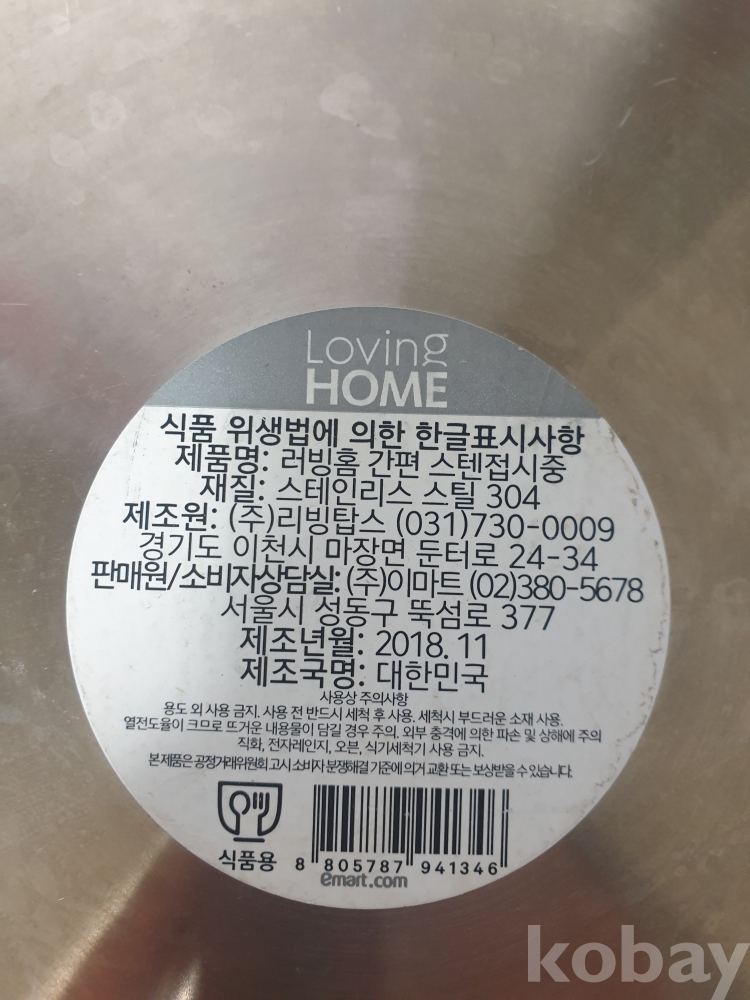 Loving
HOME
식품 위생법에 의한 한글표시사항
제품명: 러빙홈 간편 스텐접시중
재질: 스테인리스 스틸 304
제조원: (주)리빙탑스 (031)730-0009
경기도 이천시 마장면 둔터로 24-34
판매원/소비자상담실: (주)이마트 (02)380-5678
서울시 성동구 뚝섬로 377
제조년월: 2018. 11
제조국명: 대한민국
사용상 주의사항
용도 외 사용 금지. 사용 전 반드시 세척 후 사용. 세척시 부드러운 소재 사용.
열전도율이 크므로 뜨거운 내용물이 담길 경우 주의. 외부 충격에 의한 파손 및 상해에 주의
직화, 전자레인지, 오븐, 식기세척기 사용 금지.
본 제품은 공정거래위원회 고시 소비자 분쟁해결 기준에 의거 교환 또는 보상받을 수 있습니다.
식품용
8 805787 941346
emart.com
kobay